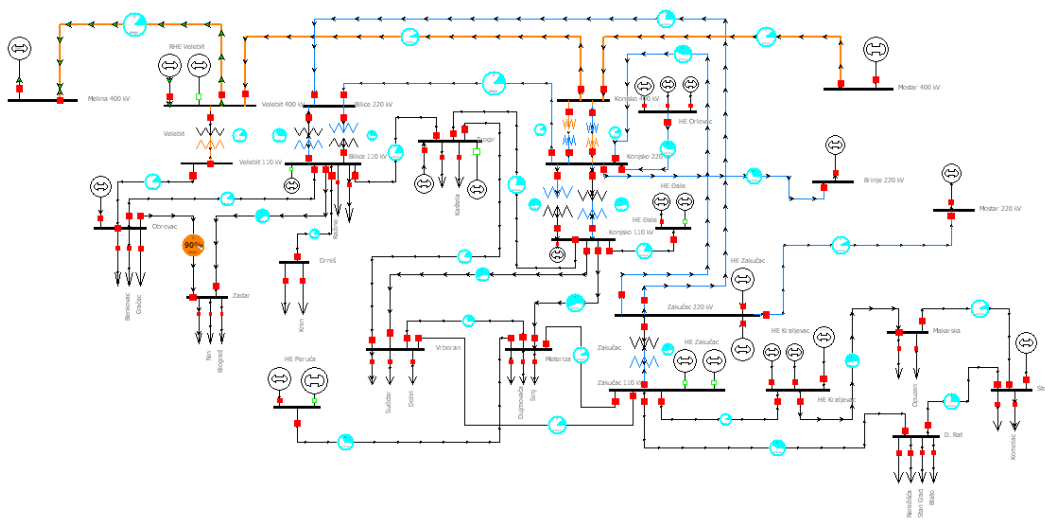 RHE Velebit
Melina 400 kV
Velebit 400 kV
Bilice 220 kV
Konjsko 400 kV
Mostar 400 kV
HE Orlovac
Velebit
Bilice 110 kV
Velebit 110 kV
Konjsko 220
Brinje 220 kV
HE Đale
HE Đale
Mostar 220 kV
Kaštela
Konjsko 110 kV
Obrovac
Drniš
90%
Benkovac
Gračac
Knin
Zadar
Nin
Biograd
HE Zakučac
Zakučac 220 kV
HE Kraljevac
Makarska
Zakučac
HE Zakučac
Vrboran
Meterize
HE Peruća
Zakučac 110 kV
HE Kraljevac
Opuzen
Sto
Sućidar
Dobri
Dujmovača
Sinj
D. Rat
Komolac
Nerežišća
Stari Grad
Blato